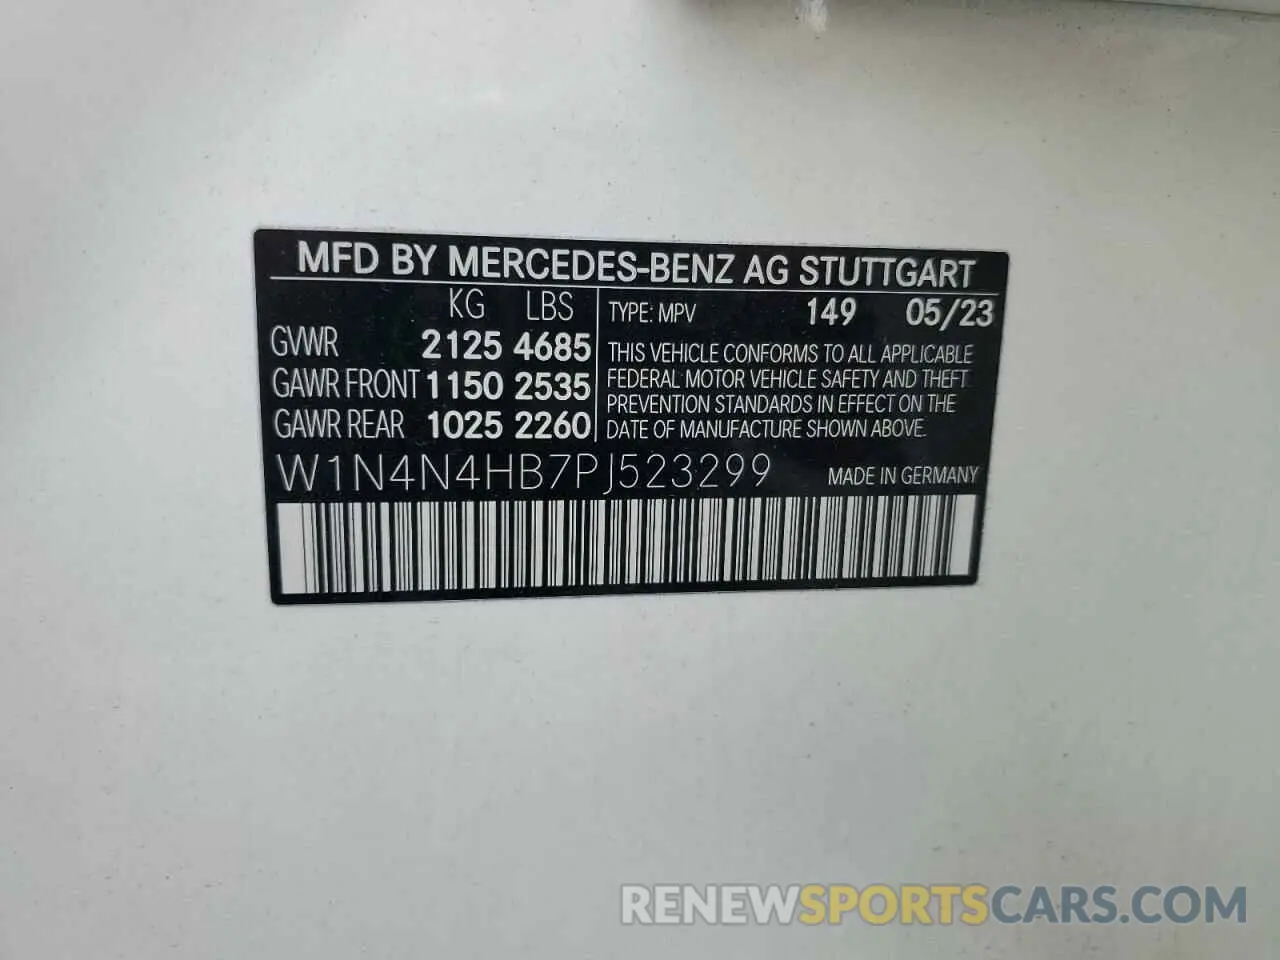 MFD BY MERCEDES-BENZ AG STUTTGART
KG LBS
GVWR 2125 4685
GAWR FRONT 1150 2535
GAWR REAR 1025 2260
TYPE: MPV 149 05/23
THIS VEHICLE CONFORMS TO ALL APPLICABLE
FEDERAL MOTOR VEHICLE SAFETY AND THEFT
PREVENTION STANDARDS IN EFFECT ON THE
DATE OF MANUFACTURE SHOWN ABOVE.
W1N4N4HB7PJ523299 MADE IN GERMANY
RENEWSPORTSCARS.COM